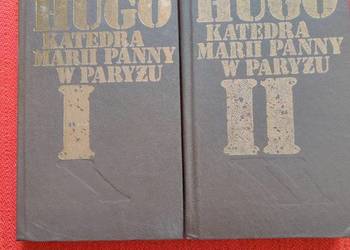 HUGO
KATEDRA
MARII PANNY
W PARYŻU
I
HUGO
KATEDRA
MARII PANNY
W PARYŻU
II